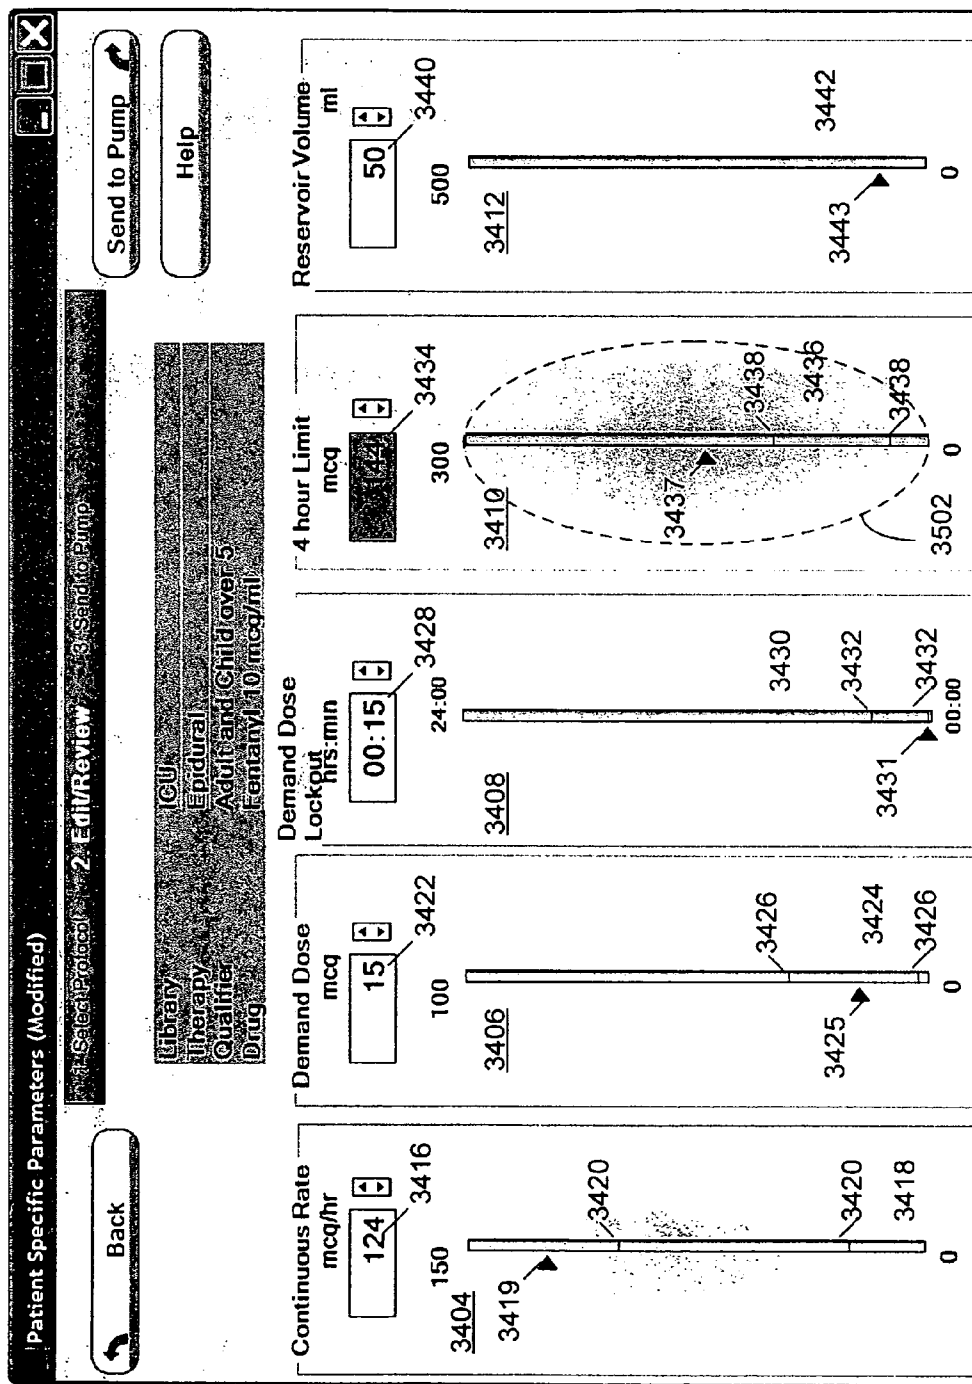 Patient Specific Parameters (Modified)
Back
1. Select Protocol 2. Edit/Review 3. Send to Pump
Send to Pump
Help
Library ICU
Therapy Epidural
Qualifier Adult and Child over 5
Drug Fentanyl 10 mcg/ml
Continuous Rate
mcq/hr
124
3416
150
3404
3419
3420
3420
3418
0
Demand Dose
mcq
15
3422
100
3406
3426
3425
3424
3426
0
Demand Dose
Lockout
hrs:mn
00:15
3428
24:00
3408
3430
3432
3431
3432
00:00
4 hour Limit
mcq
144
3434
300
3410
3437
3438
3436
3438
3502
0
Reservoir Volume
ml
50
3440
500
3412
3443
3442
0